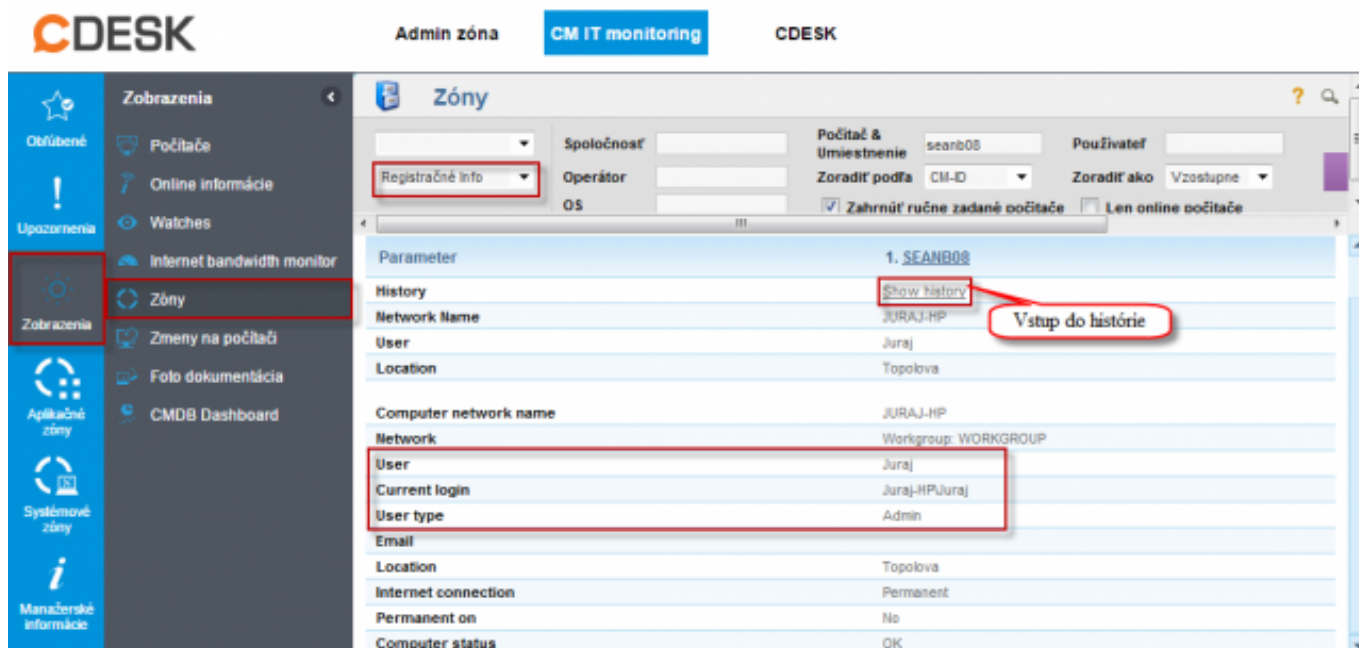 CDESK
Admin zóna CM IT monitoring CDESK
Obľúbené
Upozornenia
Zobrazenia
Aplikačné
zóny
Systémové
zóny
Manažerské
informácie
Zobrazenia
Počítače
Online informácie
Watches
Internet bandwidth monitor
Zóny
Zmeny na počítači
Foto dokumentácia
CMDB Dashboard
Zóny ?
Spoločnosť Počítač & Umiestnenie seanb08 Používateľ
Registračné Info Operátor Zoradiť podľa CM-ID Zoradiť ako Vzostupne
OS Zahrnúť ručne zadané počítače Len online počítače
Parameter 1. SEANB08
History Show history
Vstup do histórie
Network Name JURAJ-HP
User Juraj
Location Topolova
Computer network name JURAJ-HP
Network Workgroup: WORKGROUP
User Juraj
Current login Juraj-HP\Juraj
User type Admin
Email
Location Topolova
Internet connection Permanent
Permanent on No
Computer status OK